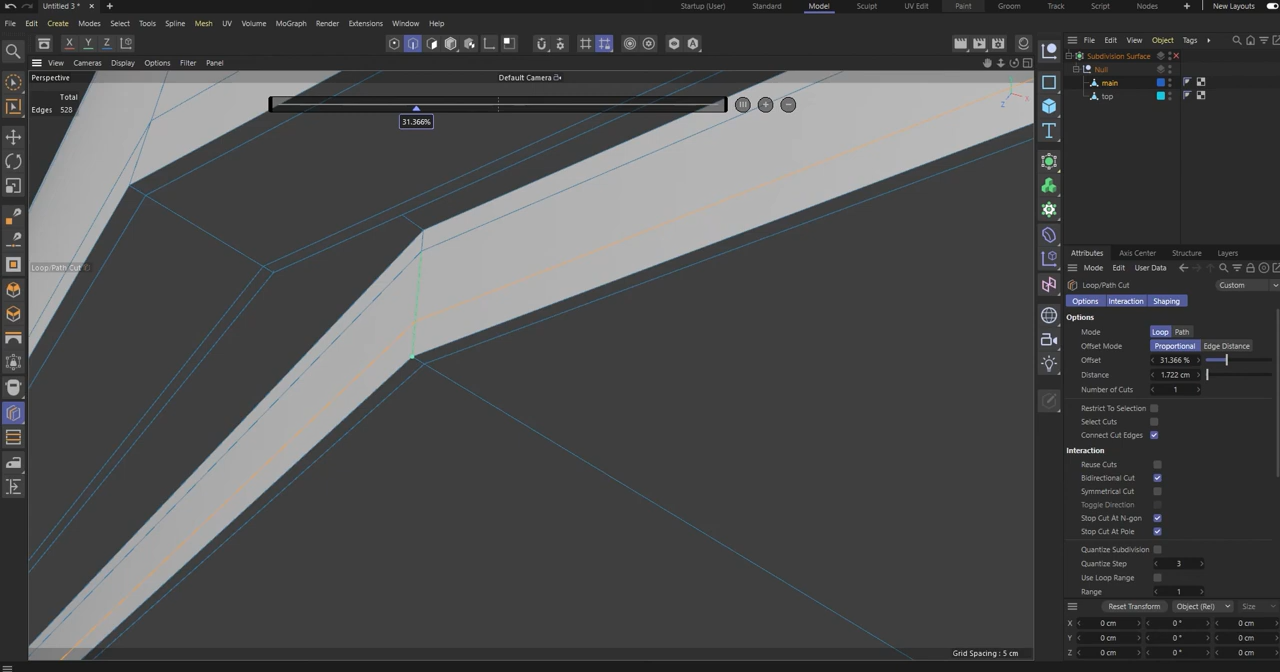 Untitled 3 *
Startup (User) Standard Model Sculpt UV Edit Paint Groom Track Script Nodes New Layouts
File Edit Create Modes Select Tools Spline Mesh UV Volume MoGraph Render Extensions Window Help
X Y Z
File Edit View Object Tags
View Cameras Display Options Filter Panel
Perspective
Default Camera
Total
Edges 528
31.366%
Subdivision Surface
Null
main
top
Loop/Path Cut
Y X Z
Attributes Axis Center Structure Layers
Mode Edit User Data
Loop/Path Cut Custom
Options Interaction Shaping
Options
Mode Loop Path
Offset Mode Proportional Edge Distance
Offset 31.366 %
Distance 1.722 cm
Number of Cuts 1
Restrict To Selection
Select Cuts
Connect Cut Edges
Interaction
Reuse Cuts
Bidirectional Cut
Symmetrical Cut
Toggle Direction
Stop Cut At N-gon
Stop Cut At Pole
Quantize Subdivision
Quantize Step 3
Use Loop Range
Range 1
Reset Transform Object (Rel) Size
X 0 cm 0 ° 0 cm
Y 0 cm 0 ° 0 cm
Z 0 cm 0 ° 0 cm
Grid Spacing : 5 cm